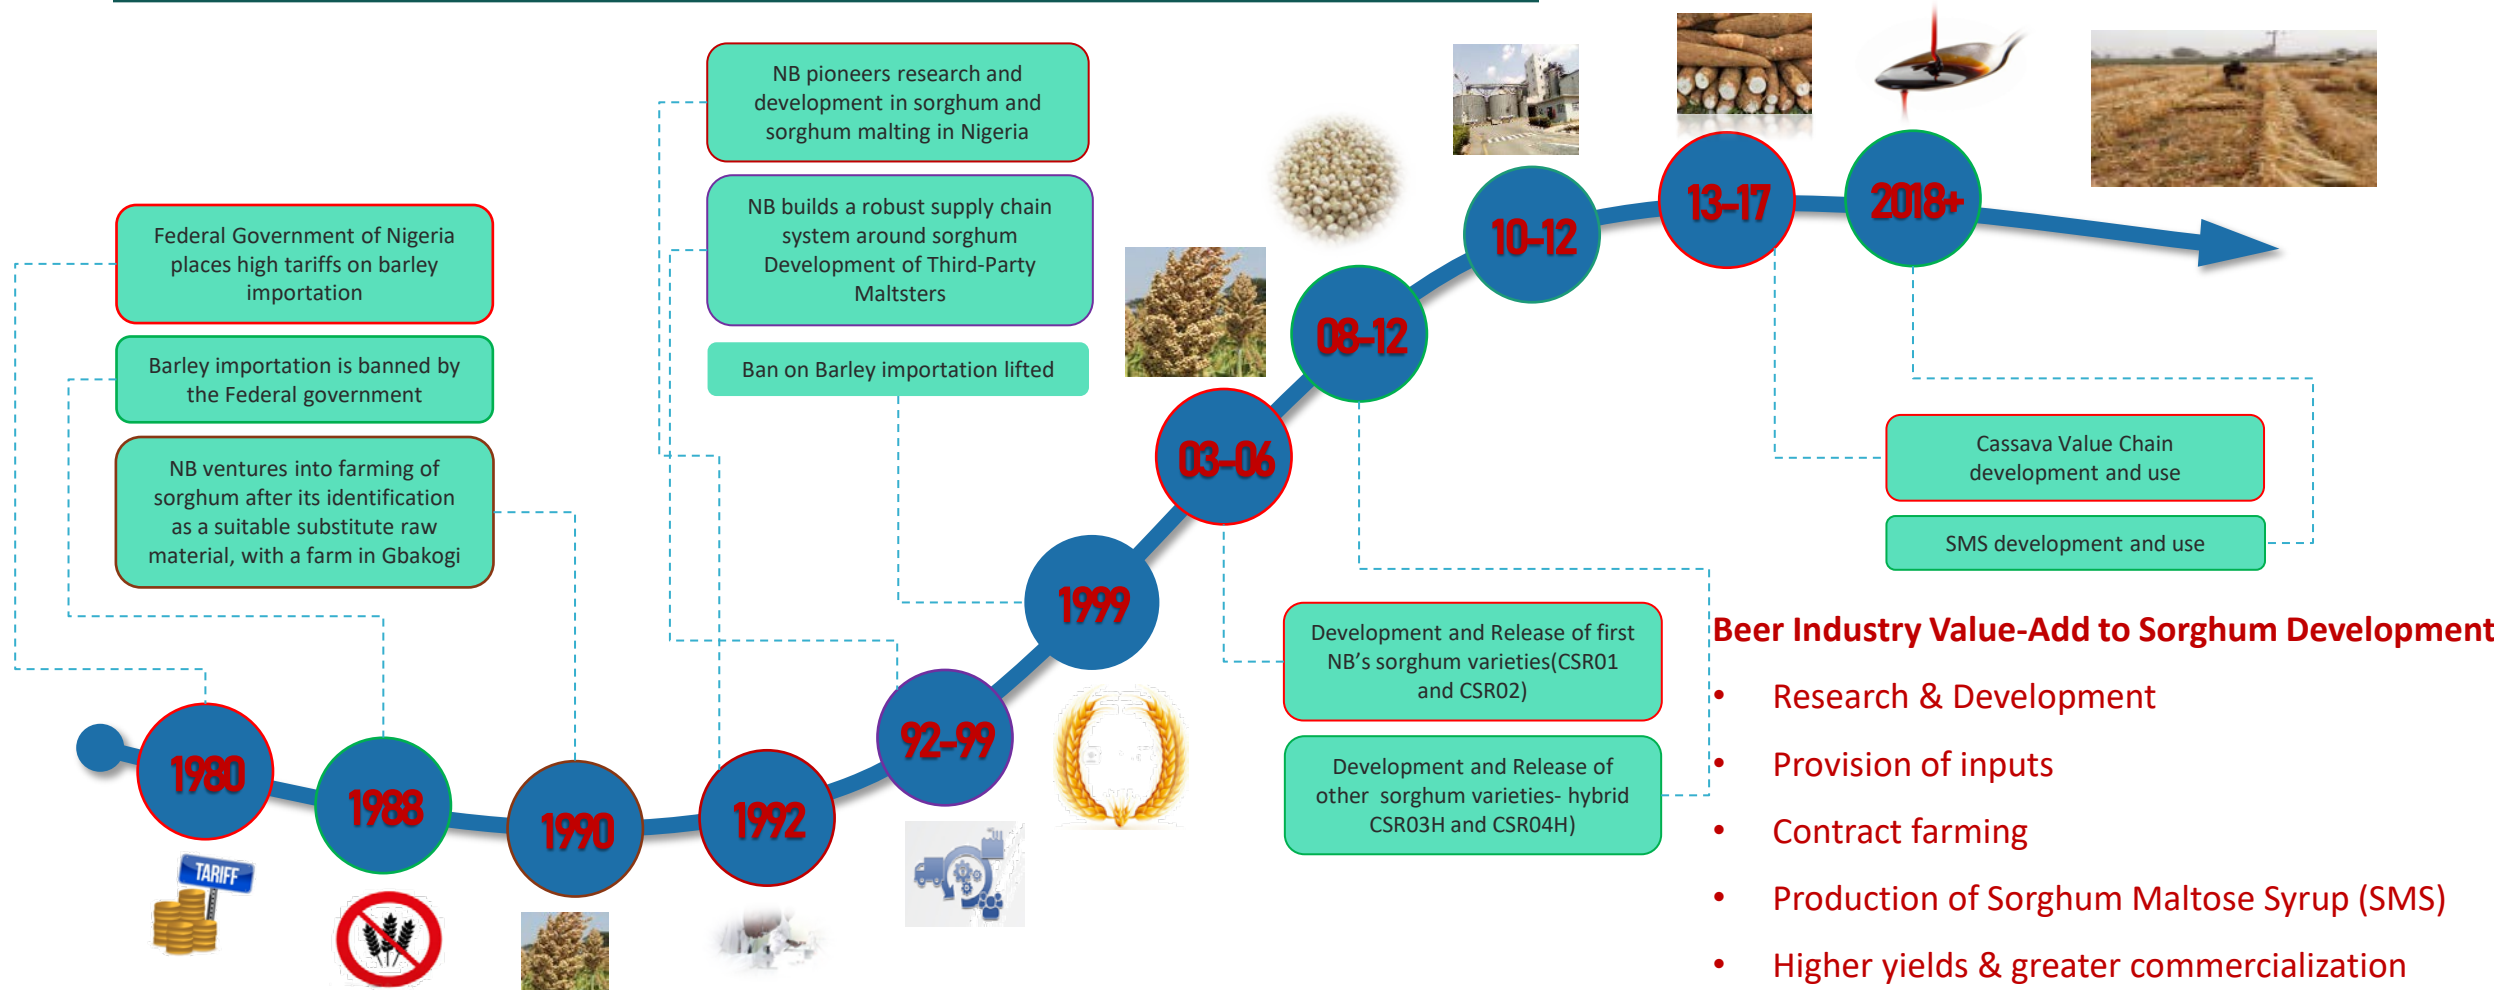 NB pioneers research and
development in sorghum and
sorghum malting in Nigeria
NB builds a robust supply chain
system around sorghum
Development of Third-Party
Maltsters
Ban on Barley importation lifted
Federal Government of Nigeria
places high tariffs on barley
importation
Barley importation is banned by
the Federal government
NB ventures into farming of
sorghum after its identification
as a suitable substitute raw
material, with a farm in Gbakogi
1980
1988
1990
1992
92-99
1999
03-06
08-12
10-12
13-17
2018+
TARIFF
Cassava Value Chain
development and use
SMS development and use
Development and Release of first
NB's sorghum varieties(CSR01
and CSR02)
Development and Release of
other sorghum varieties- hybrid
CSR03H and CSR04H)
Beer Industry Value-Add to Sorghum Development
• Research & Development
• Provision of inputs
• Contract farming
• Production of Sorghum Maltose Syrup (SMS)
• Higher yields & greater commercialization